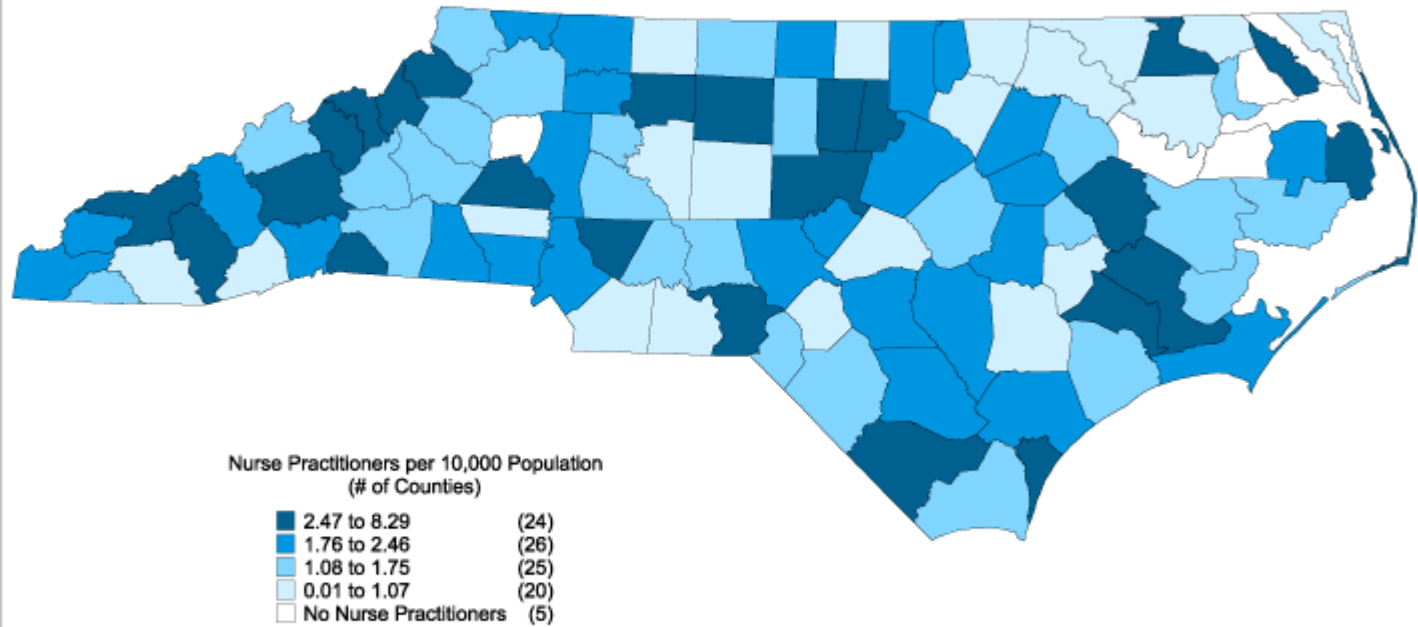 Nurse Practitioners per 10,000 Population
(# of Counties)
2.47 to 8.29 (24)
1.76 to 2.46 (26)
1.08 to 1.75 (25)
0.01 to 1.07 (20)
No Nurse Practitioners (5)